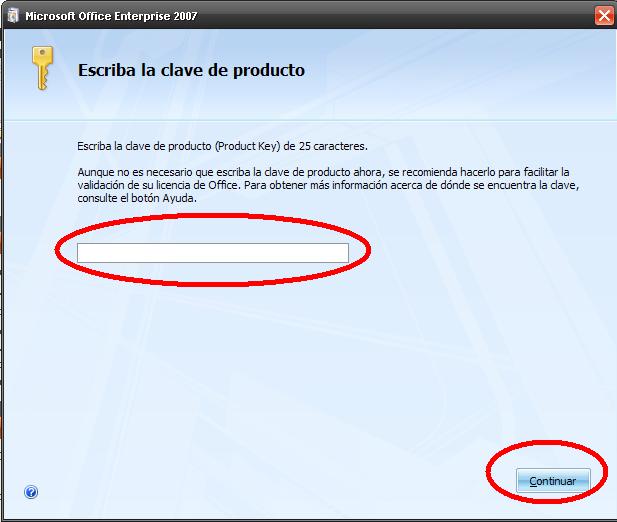 Microsoft Office Enterprise 2007
Escriba la clave de producto
Escriba la clave de producto (Product Key) de 25 caracteres.
Aunque no es necesario que escriba la clave de producto ahora, se recomienda hacerlo para facilitar la
validación de su licencia de Office. Para obtener más información acerca de dónde se encuentra la clave,
consulte el botón Ayuda.
Continuar